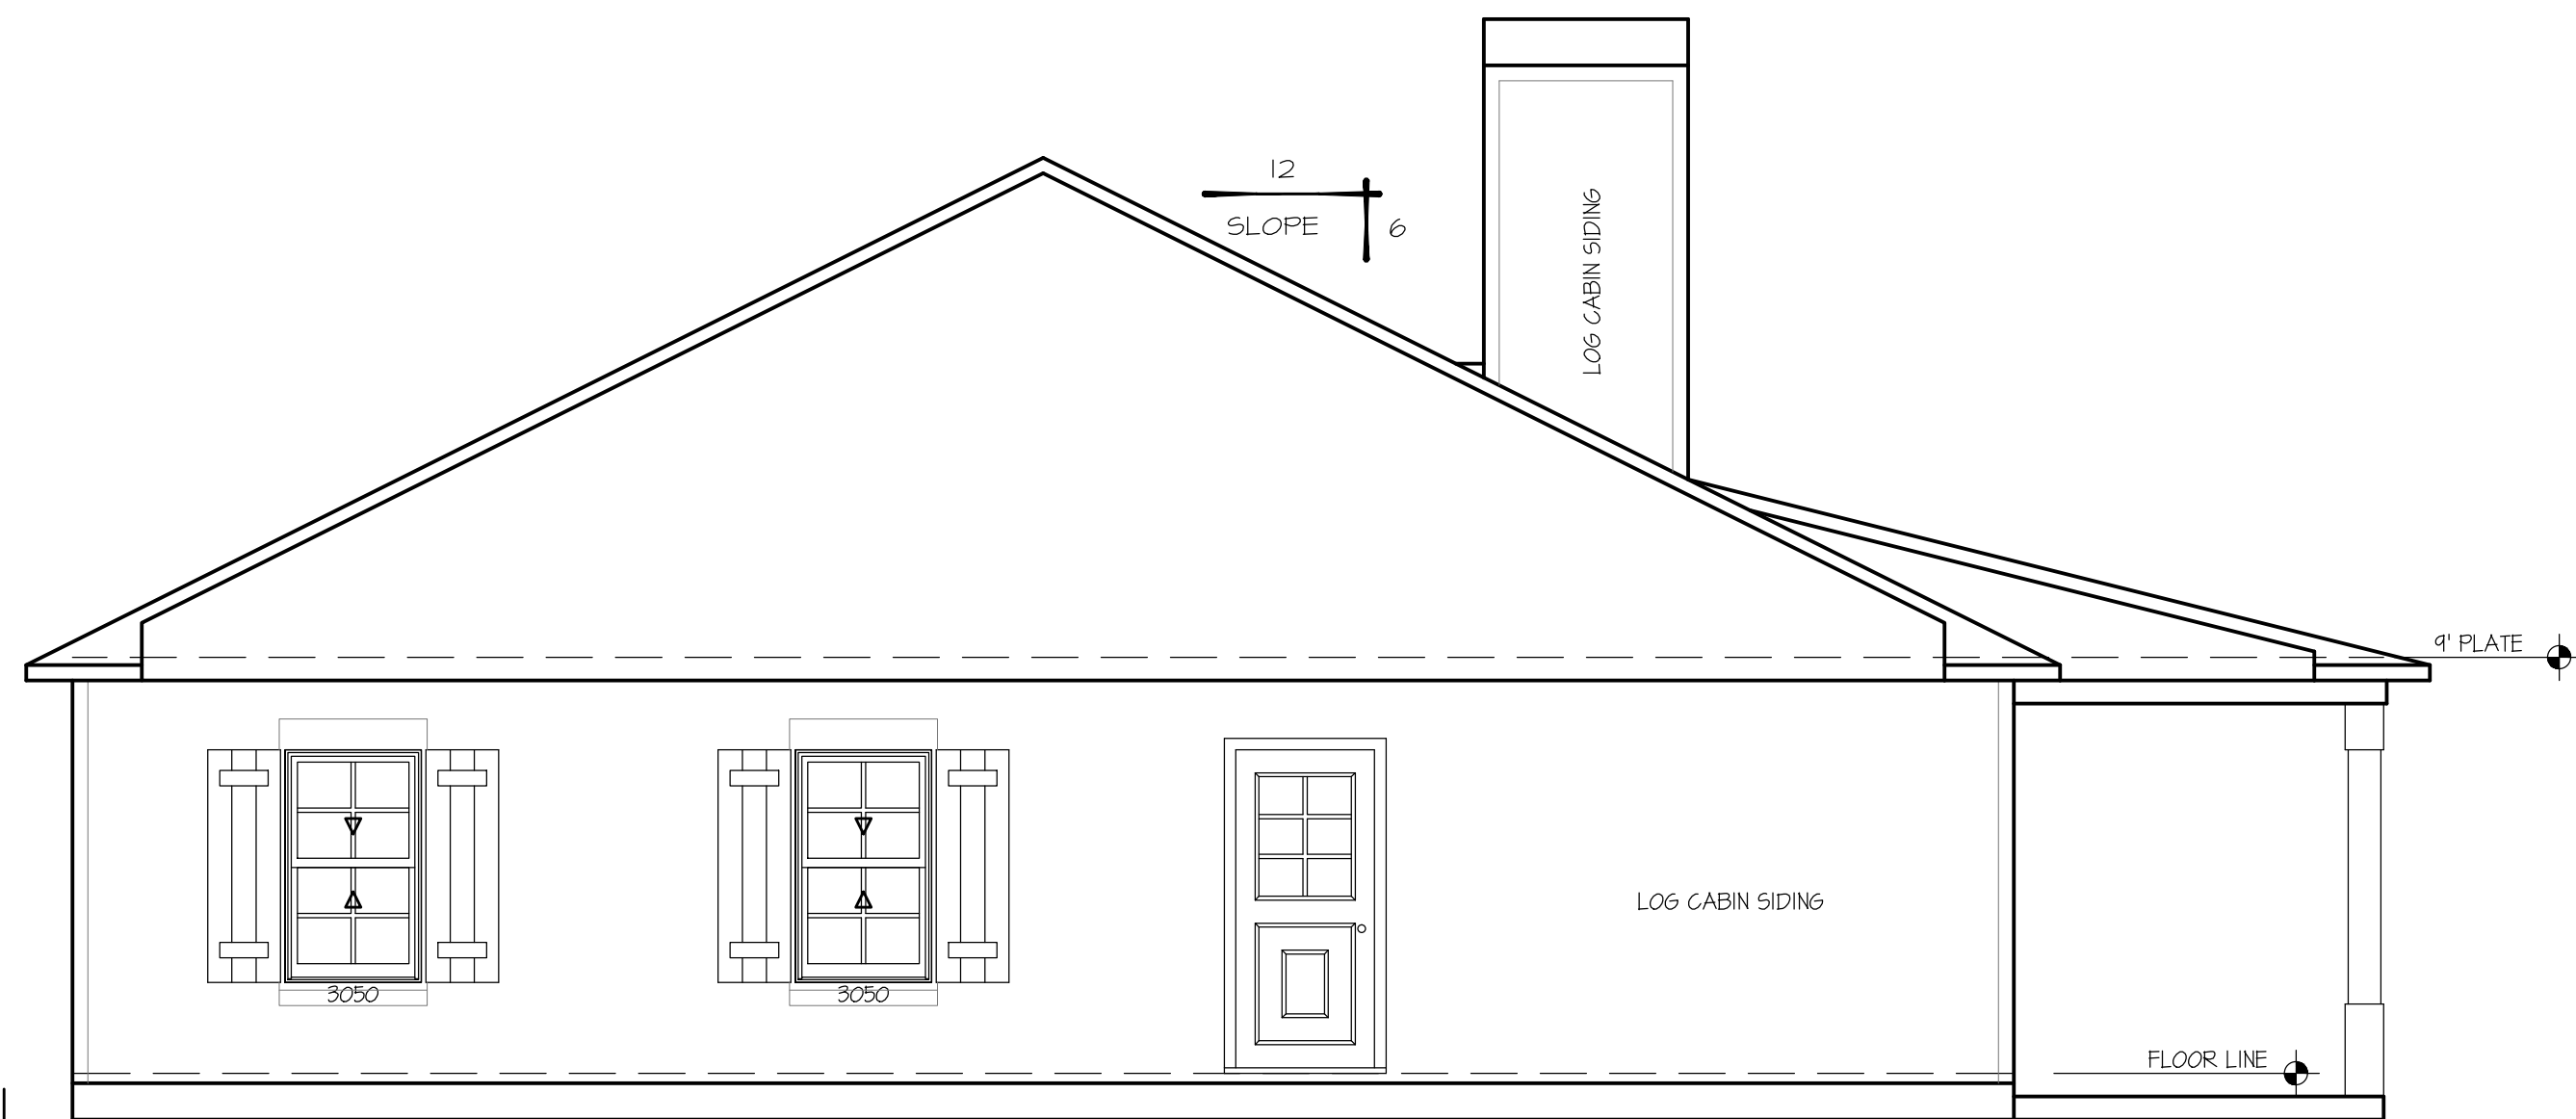 12
SLOPE
6
LOG CABIN SIDING
9' PLATE
LOG CABIN SIDING
3050
3050
FLOOR LINE